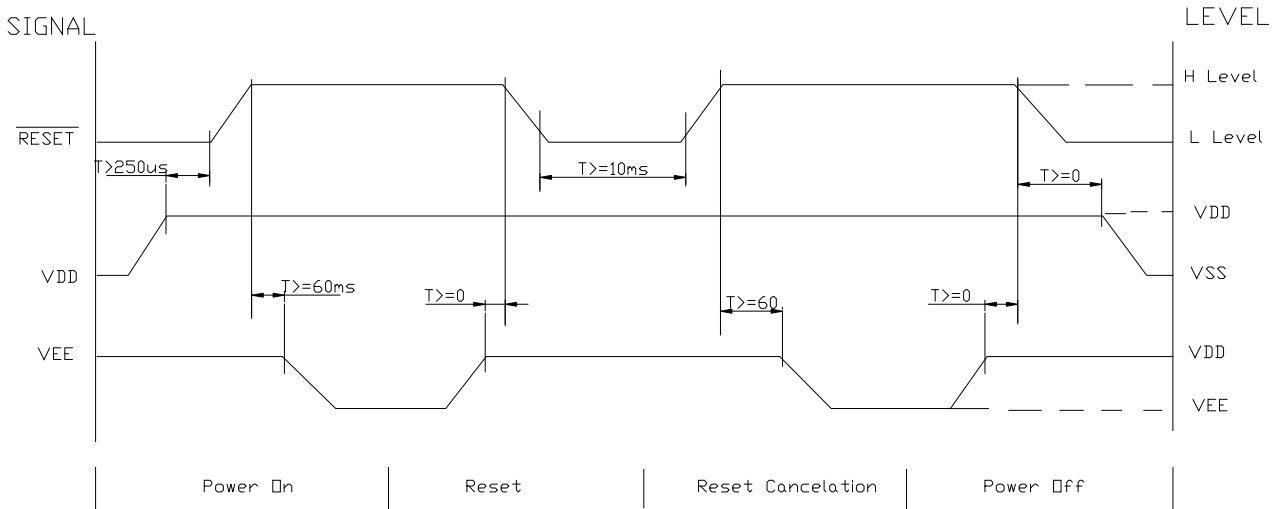 SIGNAL
LEVEL
H Level
RESET
L Level
T>250us
T>=10ms
T>=0
VDD
VDD
VSS
T>=60ms
T>=0
T>=60
T>=0
VEE
VDD
VEE
Power On
Reset
Reset Cancelation
Power Off